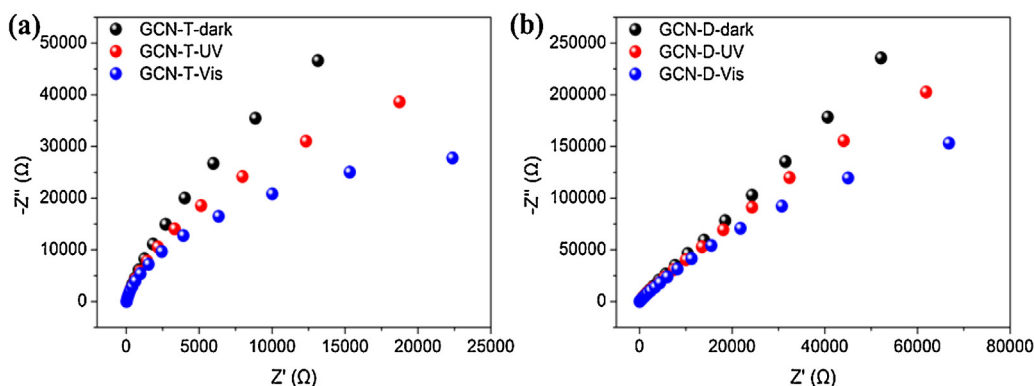 (a)
GCN-T-dark
GCN-T-UV
GCN-T-Vis
50000
40000
30000
20000
10000
0
-Z'' (Ω)
0 5000 10000 15000 20000 25000
Z' (Ω)
(b)
GCN-D-dark
GCN-D-UV
GCN-D-Vis
250000
200000
150000
100000
50000
0
-Z'' (Ω)
0 20000 40000 60000 80000
Z' (Ω)